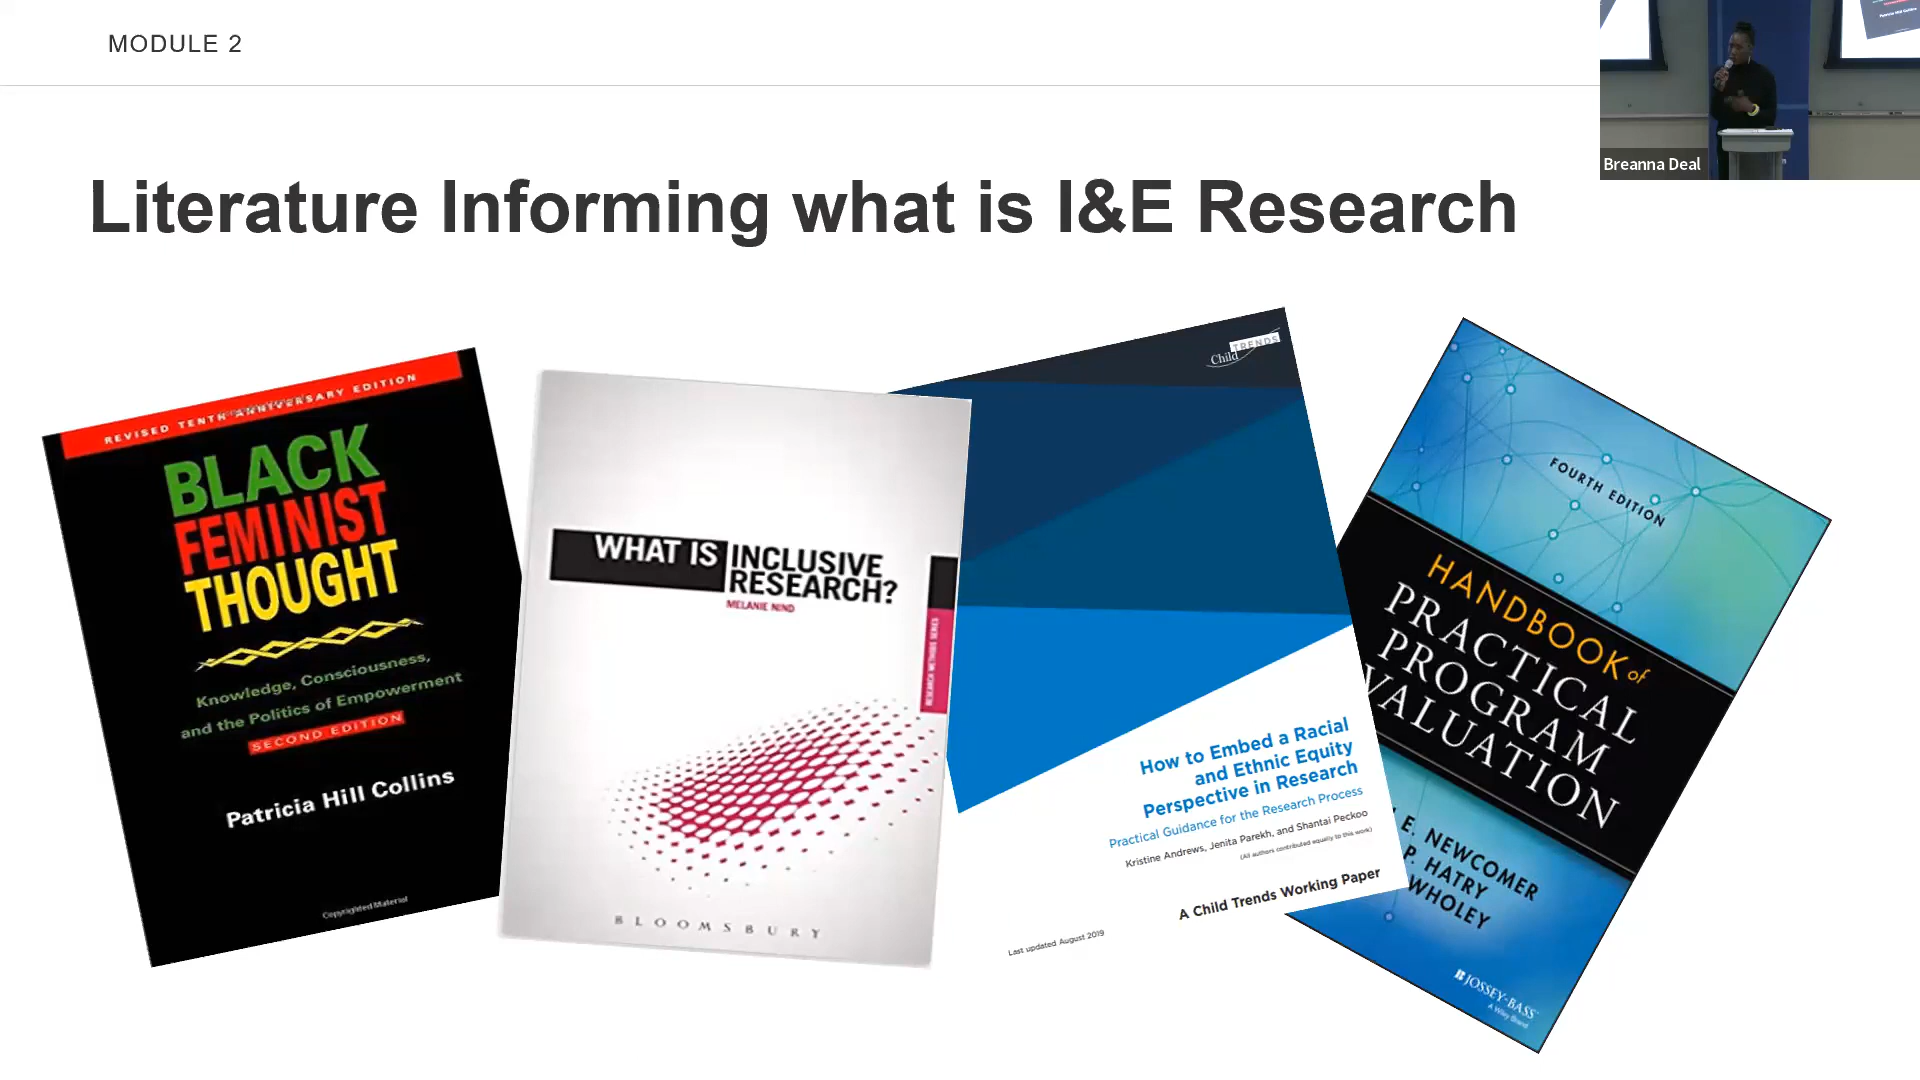 MODULE 2
Breanna Deal
Literature Informing what is I&E Research
REVISED TENTH ANNIVERSARY EDITION
BLACK
FEMINIST
THOUGHT
Knowledge, Consciousness,
and the Politics of Empowerment
SECOND EDITION
Patricia Hill Collins
Copyrighted Material
WHAT IS INCLUSIVE
RESEARCH?
MELANIE NIND
RESEARCH METHODS SERIES
BLOOMSBURY
Child TRENDS
How to Embed a Racial
and Ethnic Equity
Perspective in Research
Practical Guidance for the Research Process
Kristine Andrews, Jenita Parekh, and Shantai Peckoo
(All authors contributed equally to this work)
A Child Trends Working Paper
Last updated August 2019
FOURTH EDITION
HANDBOOK of
PRACTICAL
PROGRAM
VALUATION
E. NEWCOMER
P. HATRY
WHOLEY
JOSSEY-BASS
A Wiley Brand